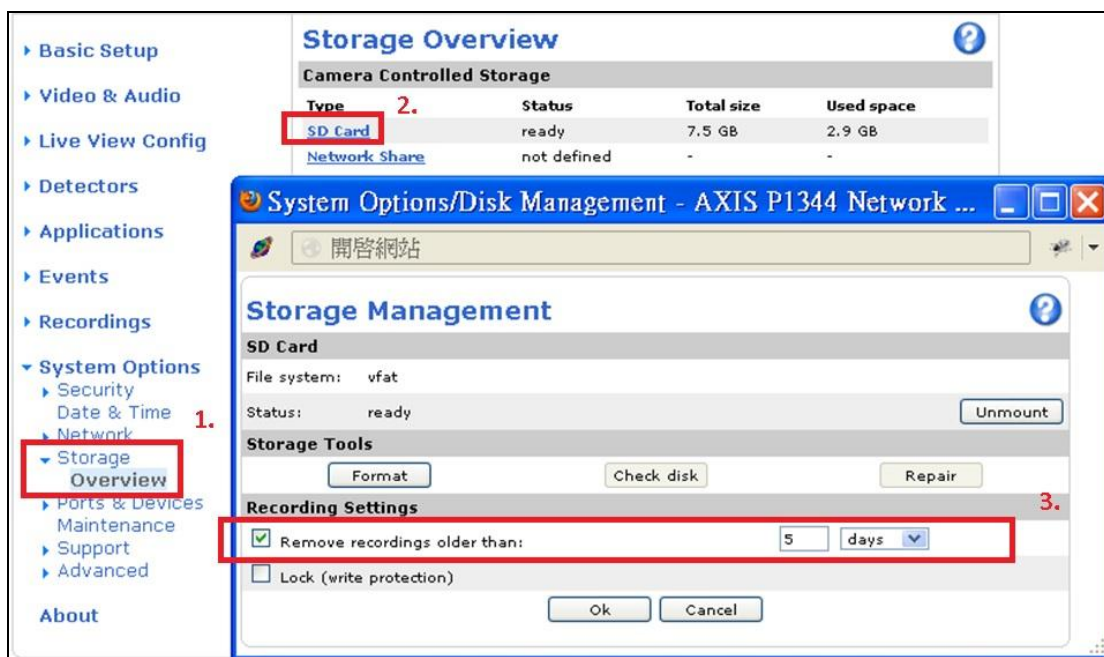 Basic Setup
Video & Audio
Live View Config
Detectors
Applications
Events
Recordings
System Options
Security
Date & Time
1.
Network
Storage
Overview
Ports & Devices
Maintenance
Support
Advanced
About
Storage Overview
Camera Controlled Storage
Type 2. Status Total size Used space
SD Card ready 7.5 GB 2.9 GB
Network Share not defined - -
System Options/Disk Management - AXIS P1344 Network ...
開啓網站
Storage Management
SD Card
File system: vfat
Status: ready Unmount
Storage Tools
Format Check disk Repair
Recording Settings
3.
Remove recordings older than: 5 days
Lock (write protection)
Ok Cancel